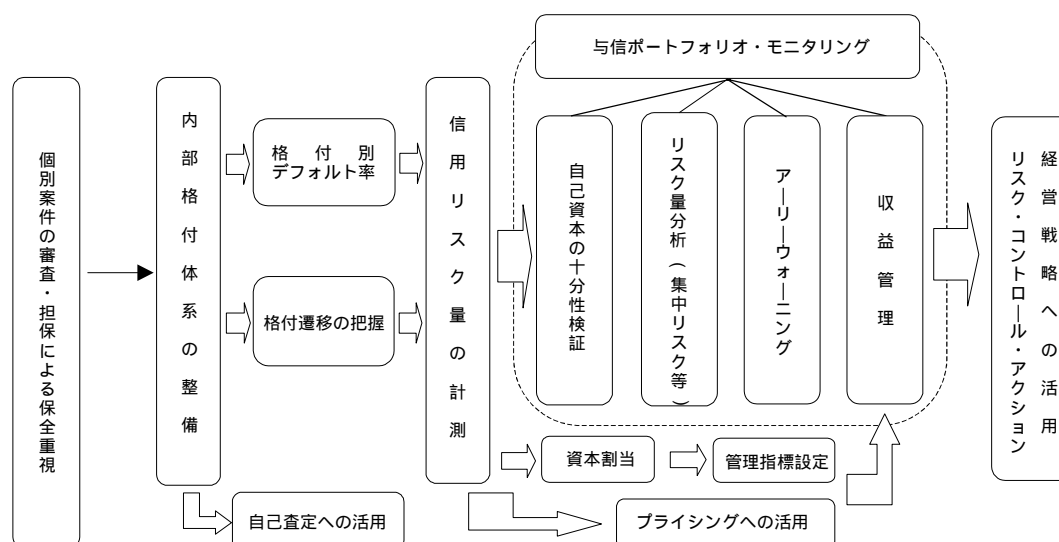 与信ポートフォリオ・モニタリング
個別案件の審査・担保による保全重視
内部格付体系の整備
格付別
デフォルト率
格付遷移の把握
信用リスク量の計測
自己資本の十分性検証
リスク量分析（集中リスク等）
アーリーウォーニング
収益管理
経営戦略への活用
リスク・コントロール・アクション
資本割当
管理指標設定
自己査定への活用
プライシングへの活用